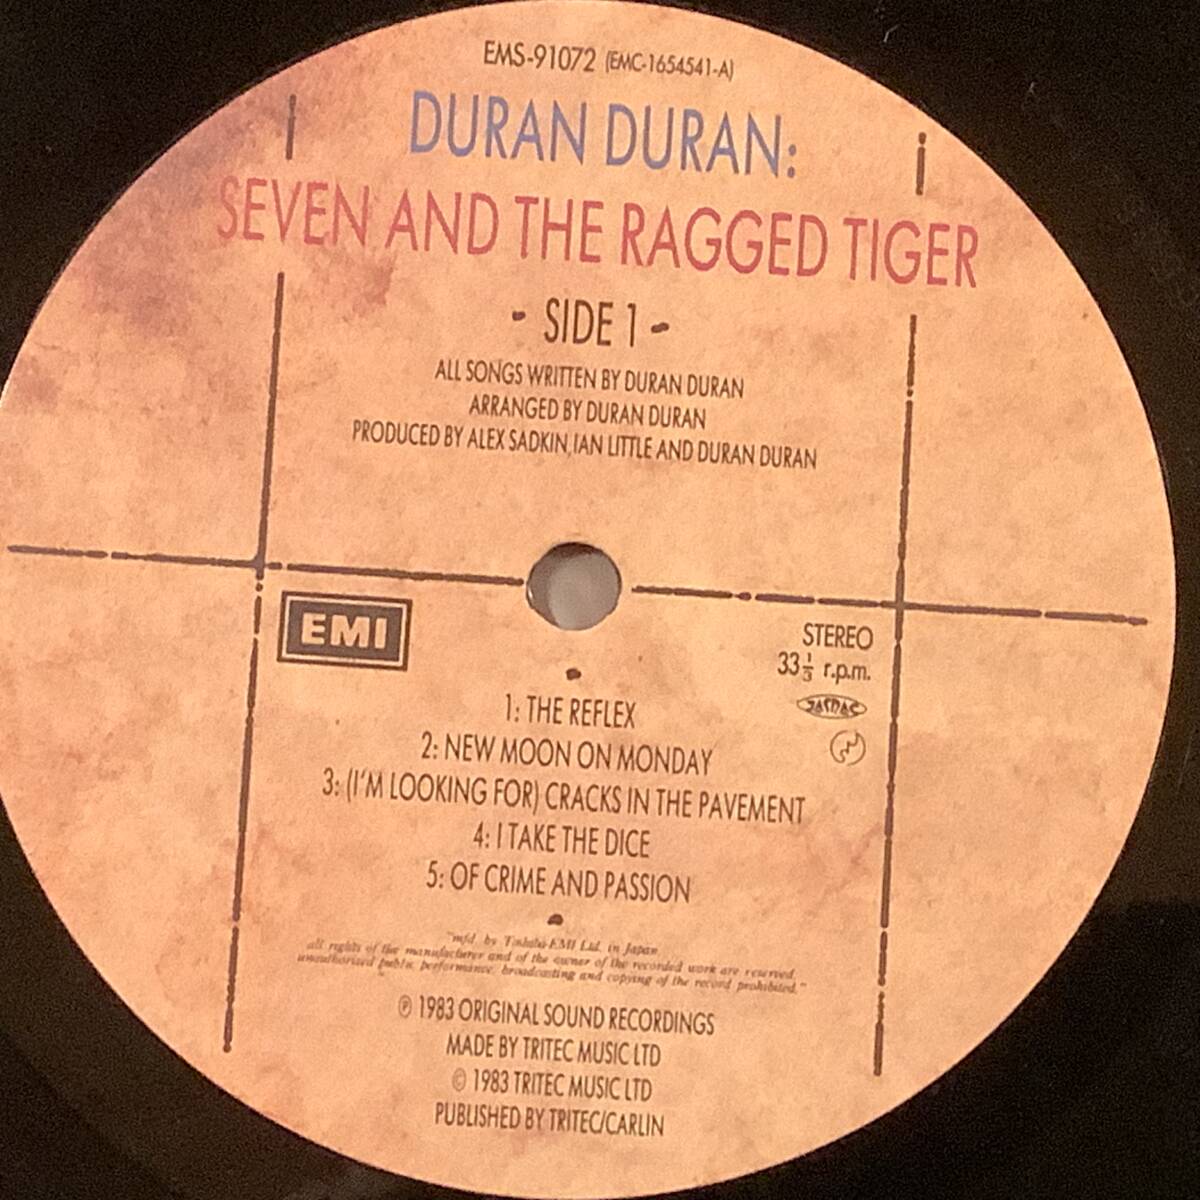 EMS-91072 (EMC-1654541-A)
DURAN DURAN:
SEVEN AND THE RAGGED TIGER
- SIDE 1 -
ALL SONGS WRITTEN BY DURAN DURAN
ARRANGED BY DURAN DURAN
PRODUCED BY ALEX SADKIN, IAN LITTLE AND DURAN DURAN
EMI
STEREO
33⅓ r.p.m.
JASRAC
1: THE REFLEX
2: NEW MOON ON MONDAY
3: (I'M LOOKING FOR) CRACKS IN THE PAVEMENT
4: I TAKE THE DICE
5: OF CRIME AND PASSION
"mfd. by Toshiba-EMI Ltd. in Japan
all rights of the manufacturer and of the owner of the recorded work are reserved.
unauthorized public performance, broadcasting and copying of the record prohibited."
℗ 1983 ORIGINAL SOUND RECORDINGS
MADE BY TRITEC MUSIC LTD
© 1983 TRITEC MUSIC LTD
PUBLISHED BY TRITEC/CARLIN